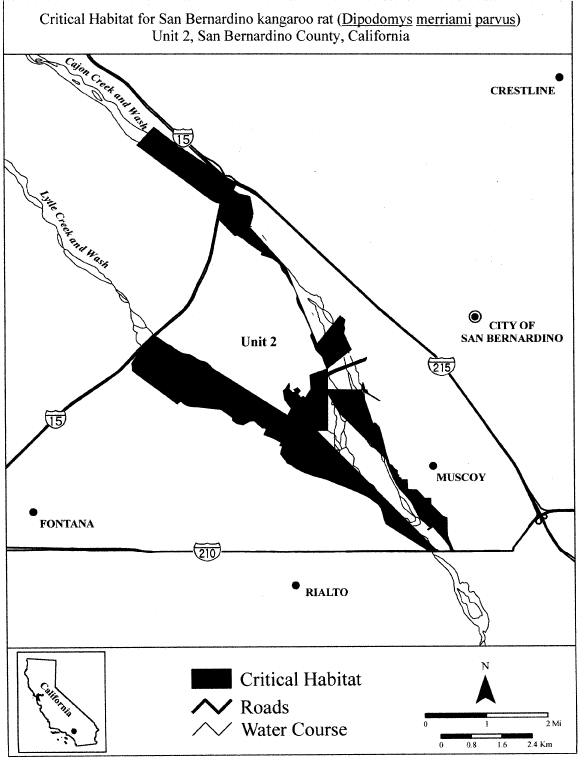 Critical Habitat for San Bernardino kangaroo rat (Dipodomys merriami parvus)
Unit 2, San Bernardino County, California
Cajon Creek and Wash
CRESTLINE
15
Lytle Creek and Wash
CITY OF
SAN BERNARDINO
Unit 2
215
15
MUSCOY
FONTANA
210
RIALTO
California
Critical Habitat
Roads
Water Course
N
0 1 2 Mi
0 0.8 1.6 2.4 Km